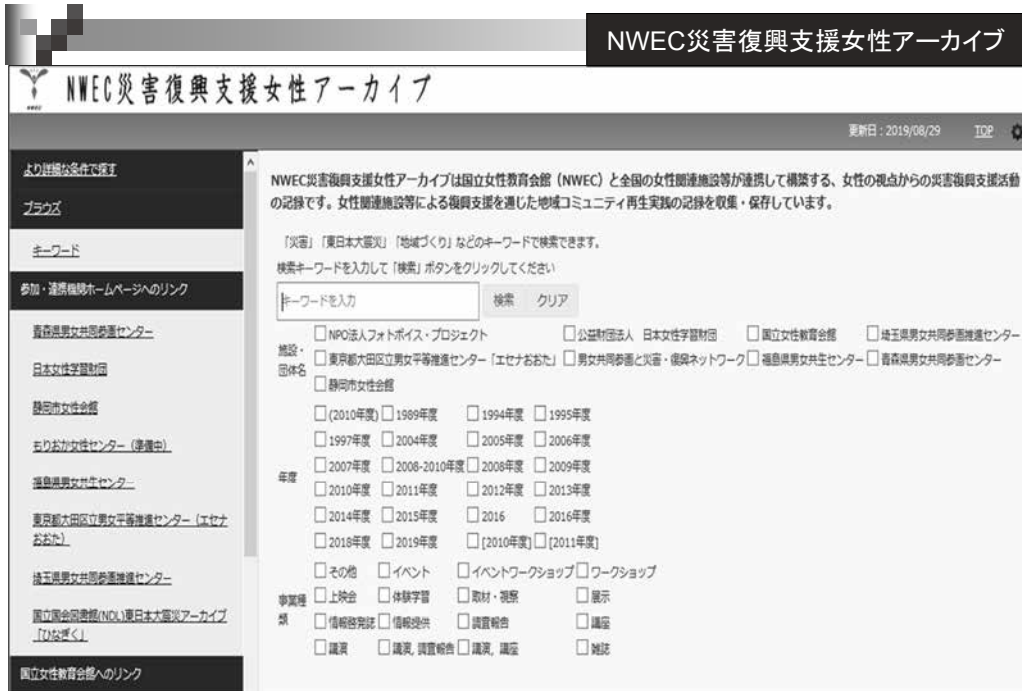 NWEC災害復興支援女性アーカイブ
NWEC災害復興支援女性アーカイブ
更新日：2019/08/29 TOP
より詳細な条件で探す
ブラウズ
キーワード
参加・連携機関ホームページへのリンク
青森県男女共同参画センター
日本女性学習財団
静岡市女性会館
もりおか女性センター（準備中）
福島県男女共生センター
東京都大田区立男女平等推進センター（エセナ
おおた）
埼玉県男女共同参画推進センター
国立国会図書館(NDL)東日本大震災アーカイブ
「ひなぎく」
国立女性教育会館へのリンク
NWEC災害復興支援女性アーカイブは国立女性教育会館（NWEC）と全国の女性関連施設等が連携して構築する、女性の視点からの災害復興支援活動
の記録です。女性関連施設等による復興支援を通じた地域コミュニティ再生実践の記録を収集・保存しています。
「災害」「東日本大震災」「地域づくり」などのキーワードで検索できます。
検索キーワードを入力して「検索」ボタンをクリックしてください
キーワードを入力 検索 クリア
施設・
団体名
NPO法人フォトボイス・プロジェクト 公益財団法人 日本女性学習財団 国立女性教育会館 埼玉県男女共同参画推進センター
東京都大田区立男女平等推進センター「エセナおおた」 男女共同参画と災害・復興ネットワーク 福島県男女共生センター 青森県男女共同参画センター
静岡市女性会館
年度
(2010年度) 1989年度 1994年度 1995年度
1997年度 2004年度 2005年度 2006年度
2007年度 2008-2010年度 2008年度 2009年度
2010年度 2011年度 2012年度 2013年度
2014年度 2015年度 2016 2016年度
2018年度 2019年度 [2010年度] [2011年度]
事業種
類
その他 イベント イベントワークショップ ワークショップ
上映会 体験学習 取材・視察 展示
情報啓発誌 情報提供 調査報告 講座
講演 講演, 調査報告 講演, 講座 雑誌